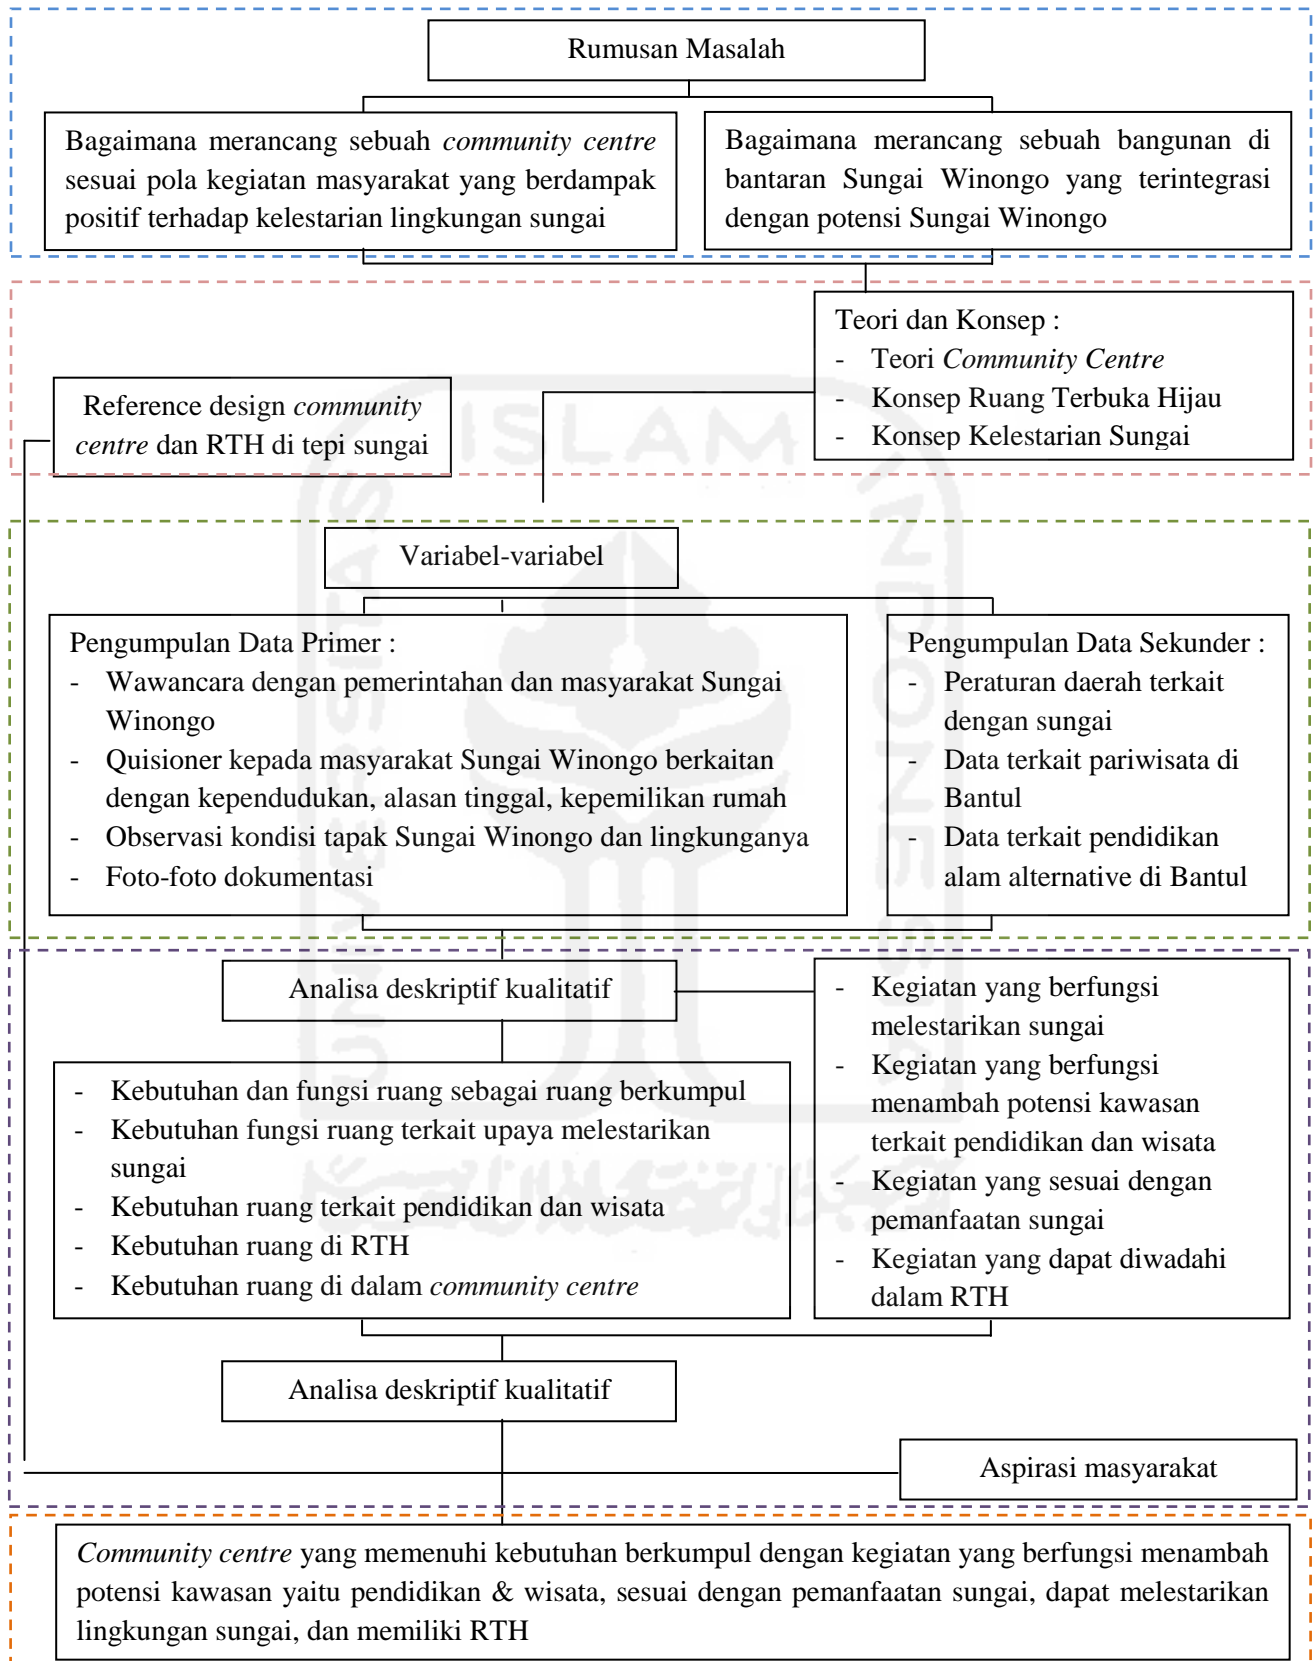 Rumusan Masalah
Bagaimana merancang sebuah community centre
sesuai pola kegiatan masyarakat yang berdampak
positif terhadap kelestarian lingkungan sungai
Bagaimana merancang sebuah bangunan di
bantaran Sungai Winongo yang terintegrasi
dengan potensi Sungai Winongo
Teori dan Konsep :
- Teori Community Centre
- Konsep Ruang Terbuka Hijau
- Konsep Kelestarian Sungai
Reference design community
centre dan RTH di tepi sungai
Variabel-variabel
Pengumpulan Data Primer :
- Wawancara dengan pemerintahan dan masyarakat Sungai
Winongo
- Quisioner kepada masyarakat Sungai Winongo berkaitan
dengan kependudukan, alasan tinggal, kepemilikan rumah
- Observasi kondisi tapak Sungai Winongo dan lingkunganya
- Foto-foto dokumentasi
Pengumpulan Data Sekunder :
- Peraturan daerah terkait
dengan sungai
- Data terkait pariwisata di
Bantul
- Data terkait pendidikan
alam alternative di Bantul
Analisa deskriptif kualitatif
- Kegiatan yang berfungsi
melestarikan sungai
- Kegiatan yang berfungsi
menambah potensi kawasan
terkait pendidikan dan wisata
- Kegiatan yang sesuai dengan
pemanfaatan sungai
- Kegiatan yang dapat diwadahi
dalam RTH
- Kebutuhan dan fungsi ruang sebagai ruang berkumpul
- Kebutuhan fungsi ruang terkait upaya melestarikan
sungai
- Kebutuhan ruang terkait pendidikan dan wisata
- Kebutuhan ruang di RTH
- Kebutuhan ruang di dalam community centre
Analisa deskriptif kualitatif
Aspirasi masyarakat
Community centre yang memenuhi kebutuhan berkumpul dengan kegiatan yang berfungsi menambah
potensi kawasan yaitu pendidikan & wisata, sesuai dengan pemanfaatan sungai, dapat melestarikan
lingkungan sungai, dan memiliki RTH
UNIVERSITAS
ISLAM
INDONESIA